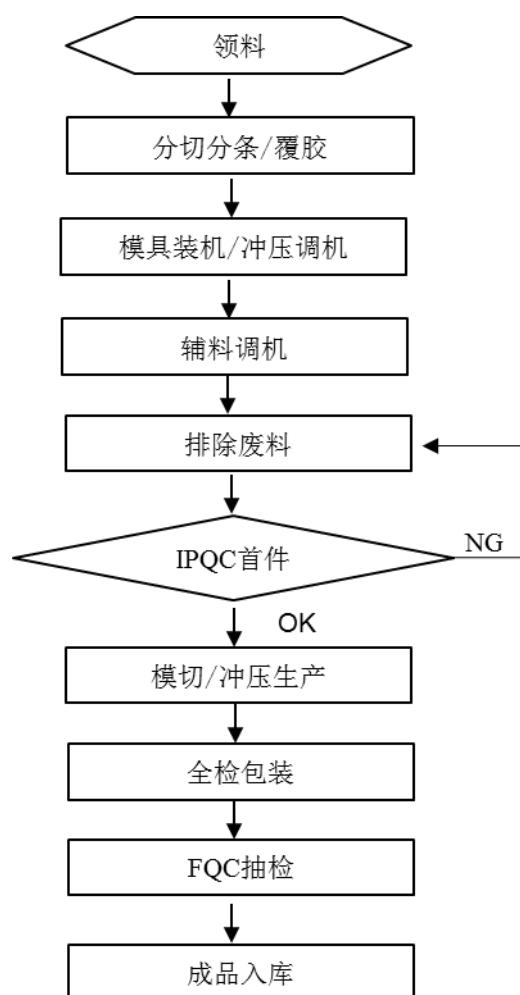 领料
分切分条/覆胶
模具装机/冲压调机
辅料调机
排除废料
IPQC首件
NG
OK
模切/冲压生产
全检包装
FQC抽检
成品入库